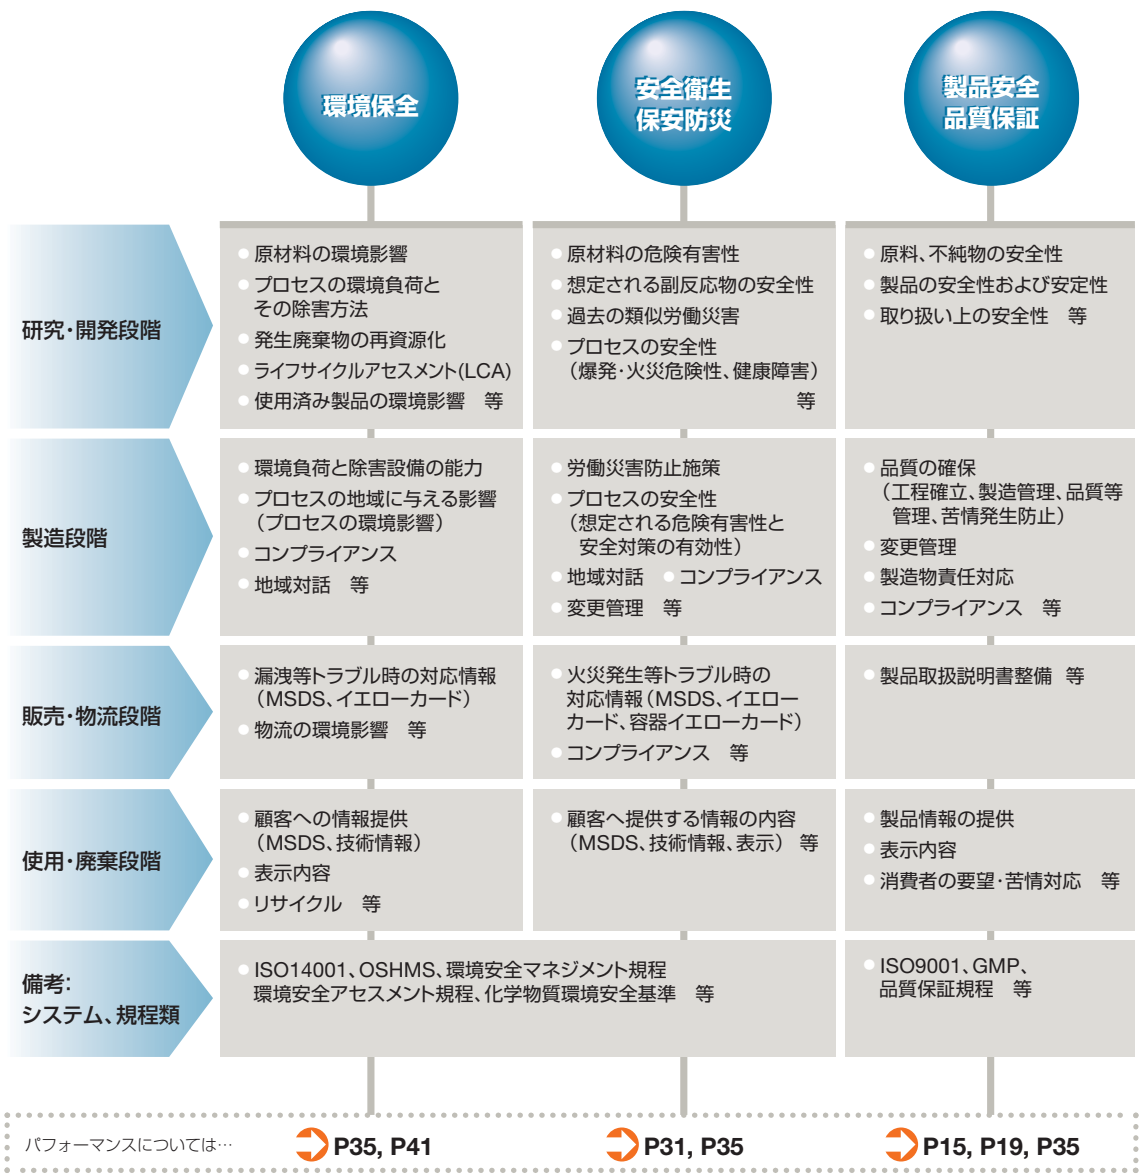 環境保全
安全衛生
保安防災
製品安全
品質保証
研究・開発段階
原材料の環境影響
プロセスの環境負荷と
その除害方法
発生廃棄物の再資源化
ライフサイクルアセスメント(LCA)
使用済み製品の環境影響　等
原材料の危険有害性
想定される副反応物の安全性
過去の類似労働災害
プロセスの安全性
（爆発・火災危険性、健康障害）
等
原料、不純物の安全性
製品の安全性および安定性
取り扱い上の安全性　等
製造段階
環境負荷と除害設備の能力
プロセスの地域に与える影響
（プロセスの環境影響）
コンプライアンス
地域対話　等
労働災害防止施策
プロセスの安全性
（想定される危険有害性と
安全対策の有効性）
地域対話　コンプライアンス
変更管理　等
品質の確保
（工程確立、製造管理、品質等
管理、苦情発生防止）
変更管理
製造物責任対応
コンプライアンス　等
販売・物流段階
漏洩等トラブル時の対応情報
（MSDS、イエローカード）
物流の環境影響　等
火災発生等トラブル時の
対応情報（MSDS、イエロー
カード、容器イエローカード）
コンプライアンス　等
製品取扱説明書整備　等
使用・廃棄段階
顧客への情報提供
（MSDS、技術情報）
表示内容
リサイクル　等
顧客へ提供する情報の内容
（MSDS、技術情報、表示）　等
製品情報の提供
表示内容
消費者の要望・苦情対応　等
備考：
システム、規程類
ISO14001、OSHMS、環境安全マネジメント規程
環境安全アセスメント規程、化学物質環境安全基準　等
ISO9001、GMP、
品質保証規程　等
パフォーマンスについては…
P35, P41
P31, P35
P15, P19, P35